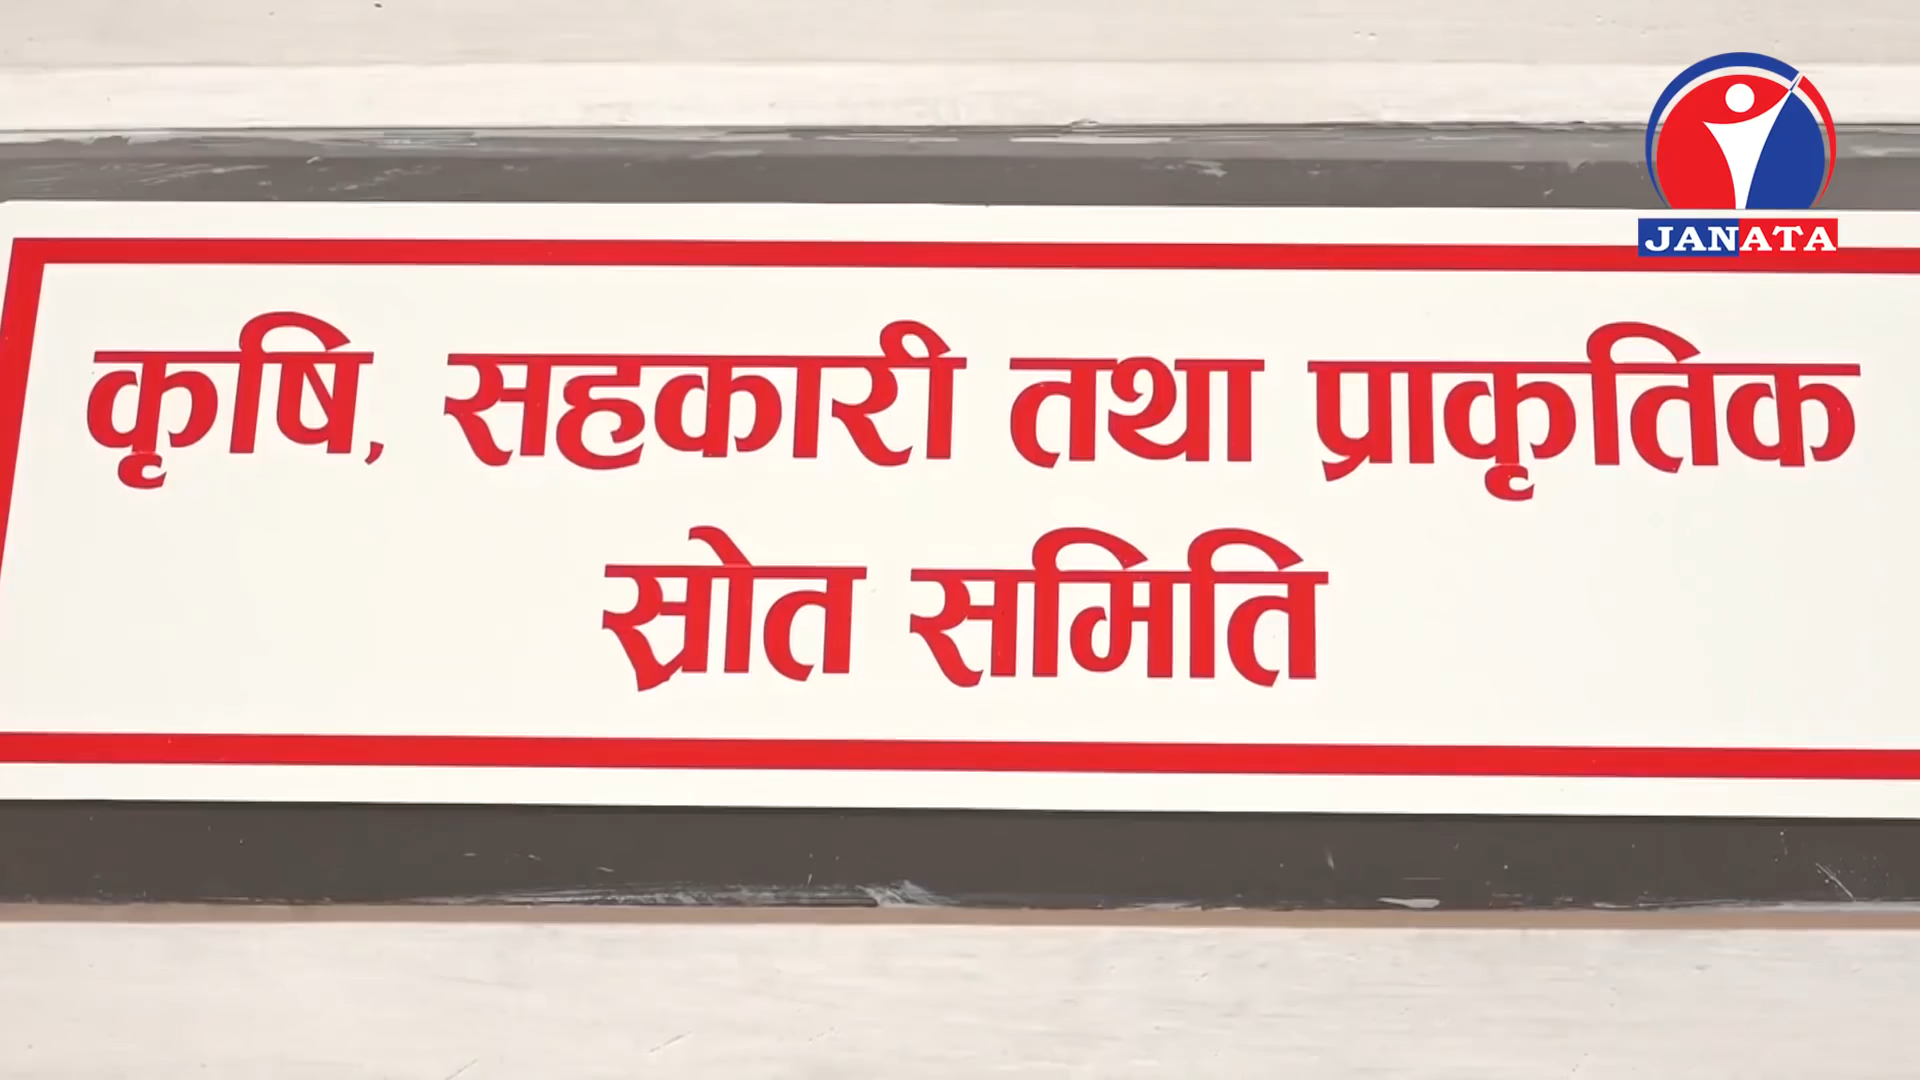 JANATA
कृषि, सहकारी तथा प्राकृतिक
स्रोत समिति